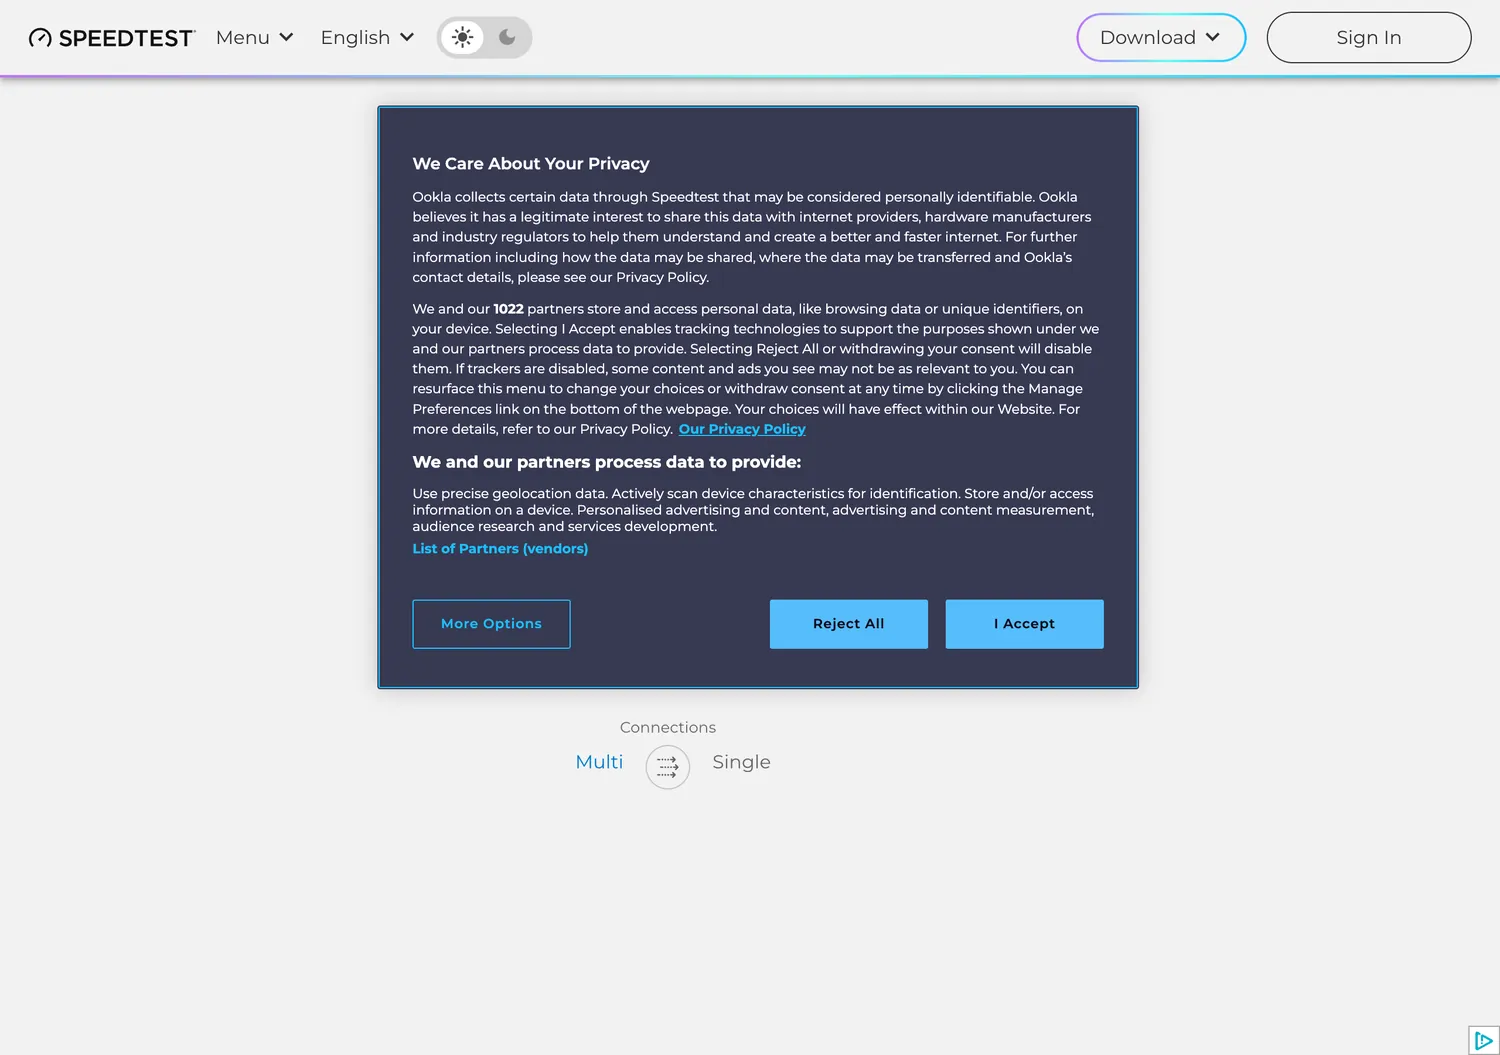 SPEEDTEST
Menu
English
Download
Sign In
We Care About Your Privacy
Ookla collects certain data through Speedtest that may be considered personally identifiable. Ookla
believes it has a legitimate interest to share this data with internet providers, hardware manufacturers
and industry regulators to help them understand and create a better and faster internet. For further
information including how the data may be shared, where the data may be transferred and Ookla's
contact details, please see our Privacy Policy.
We and our 1022 partners store and access personal data, like browsing data or unique identifiers, on
your device. Selecting I Accept enables tracking technologies to support the purposes shown under we
and our partners process data to provide. Selecting Reject All or withdrawing your consent will disable
them. If trackers are disabled, some content and ads you see may not be as relevant to you. You can
resurface this menu to change your choices or withdraw consent at any time by clicking the Manage
Preferences link on the bottom of the webpage. Your choices will have effect within our Website. For
more details, refer to our Privacy Policy. Our Privacy Policy
We and our partners process data to provide:
Use precise geolocation data. Actively scan device characteristics for identification. Store and/or access
information on a device. Personalised advertising and content, advertising and content measurement,
audience research and services development.
List of Partners (vendors)
More Options
Reject All
I Accept
Connections
Multi
Single